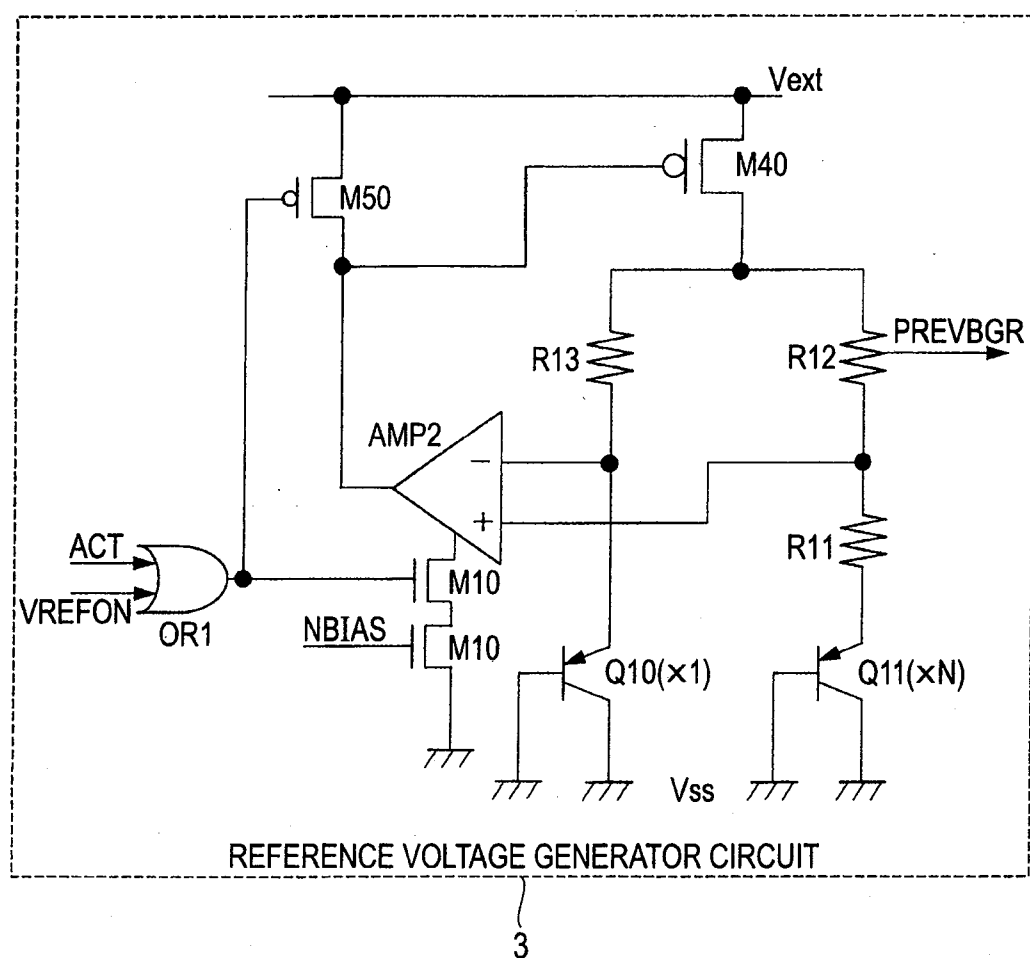 Vext
M50
M40
R13
R12
PREVBGR
AMP2
−
+
R11
ACT
VREFON
OR1
M10
NBIAS
M10
Q10(×1)
Q11(×N)
Vss
REFERENCE VOLTAGE GENERATOR CIRCUIT
3